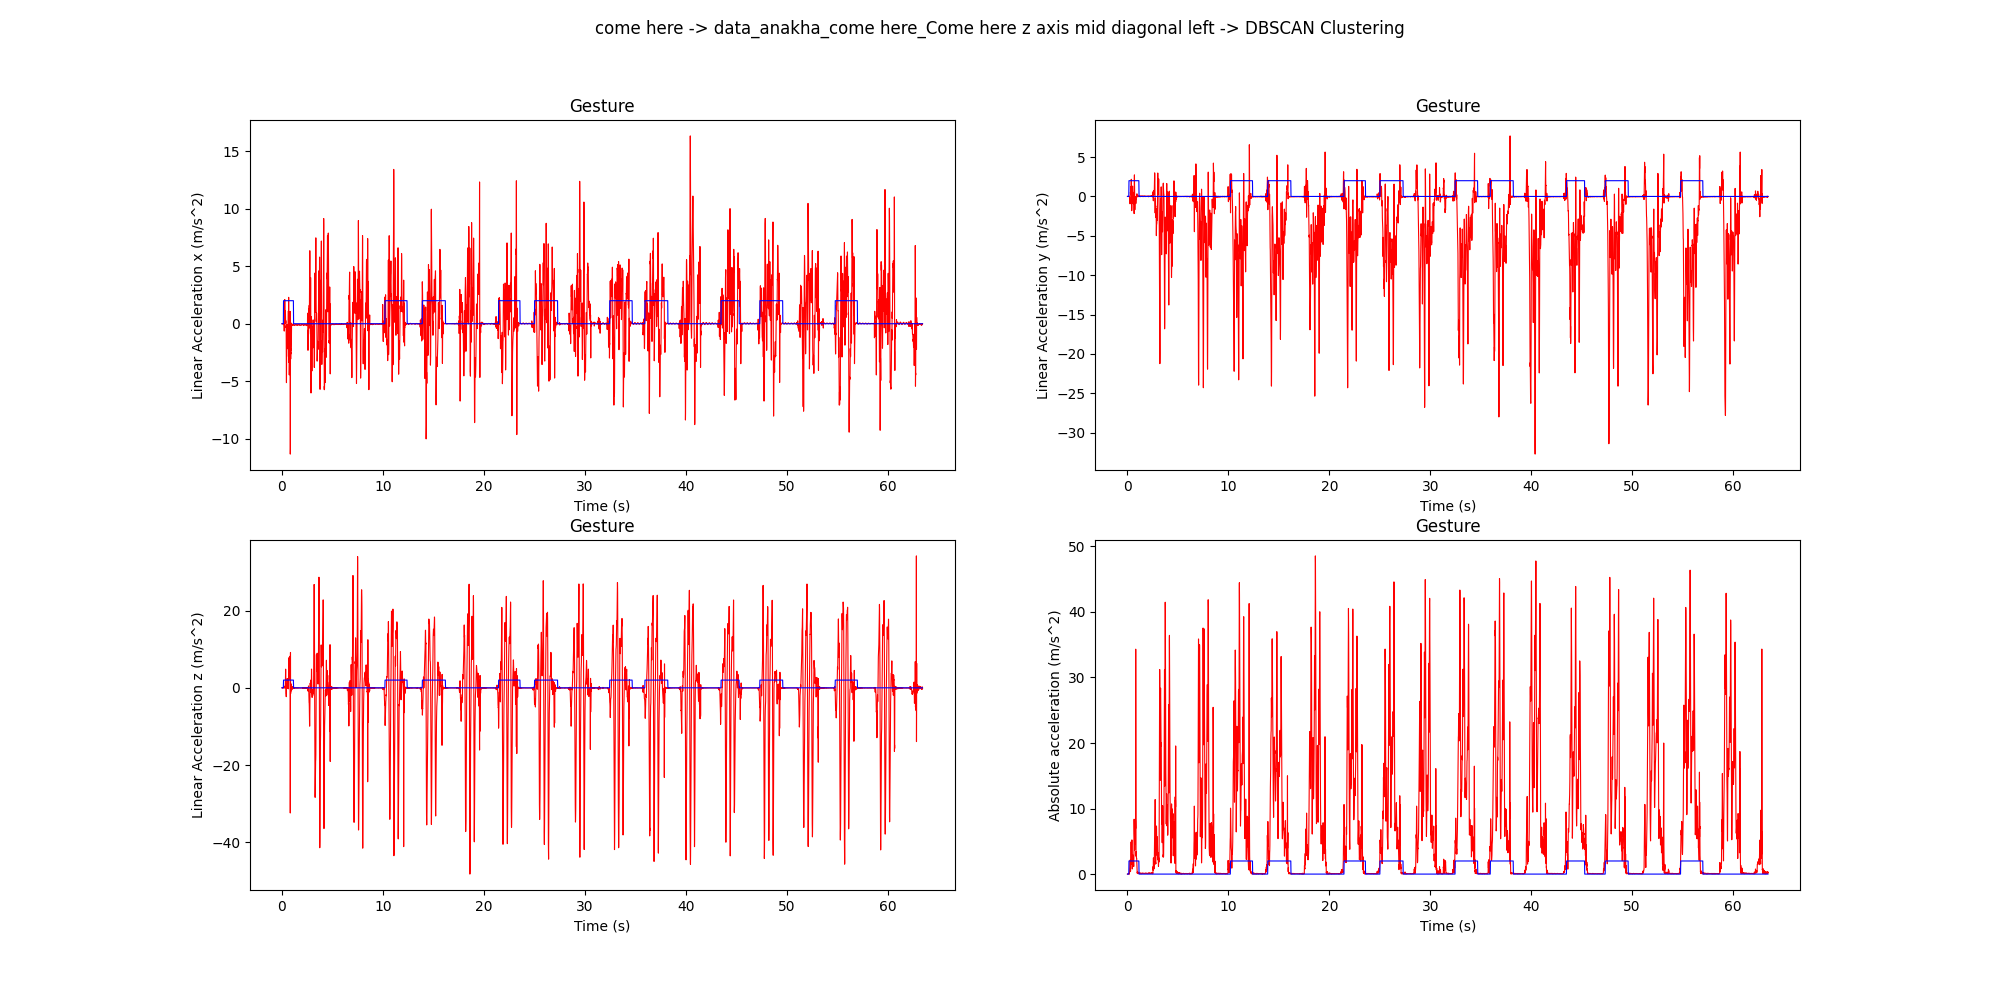 come here -> data_anakha_come here_Come here z axis mid diagonal left -> DBSCAN Clustering
Gesture
15
10
5
0
−5
−10
Linear Acceleration x (m/s^2)
0 10 20 30 40 50 60
Time (s)
Gesture
5
0
−5
−10
−15
−20
−25
−30
Linear Acceleration y (m/s^2)
0 10 20 30 40 50 60
Time (s)
Gesture
20
0
−20
−40
Linear Acceleration z (m/s^2)
0 10 20 30 40 50 60
Time (s)
Gesture
50
40
30
20
10
0
Absolute acceleration (m/s^2)
0 10 20 30 40 50 60
Time (s)